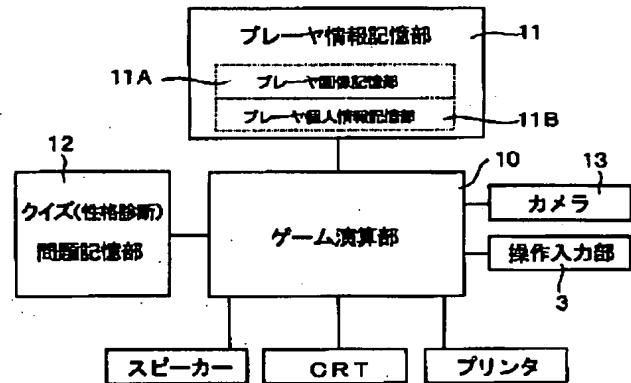 プレーヤ情報記憶部
11
11A
プレーヤ画像記憶部
プレーヤ個人情報記憶部
11B
12
クイズ(性格診断)
問題記憶部
10
ゲーム演算部
13
カメラ
操作入力部
3
スピーカー
CRT
プリンタ